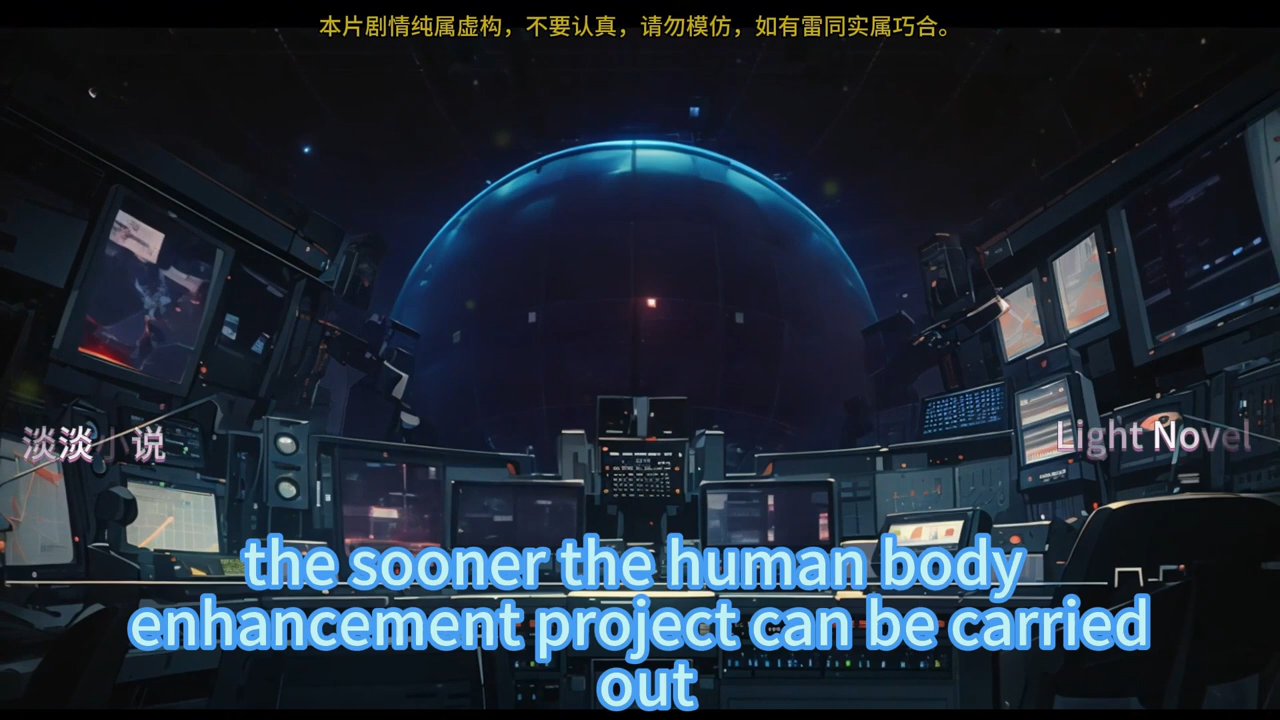 本片剧情纯属虚构，不要认真，请勿模仿，如有雷同实属巧合。
淡淡小说
Light Novel
the sooner the human body
enhancement project can be carried
out